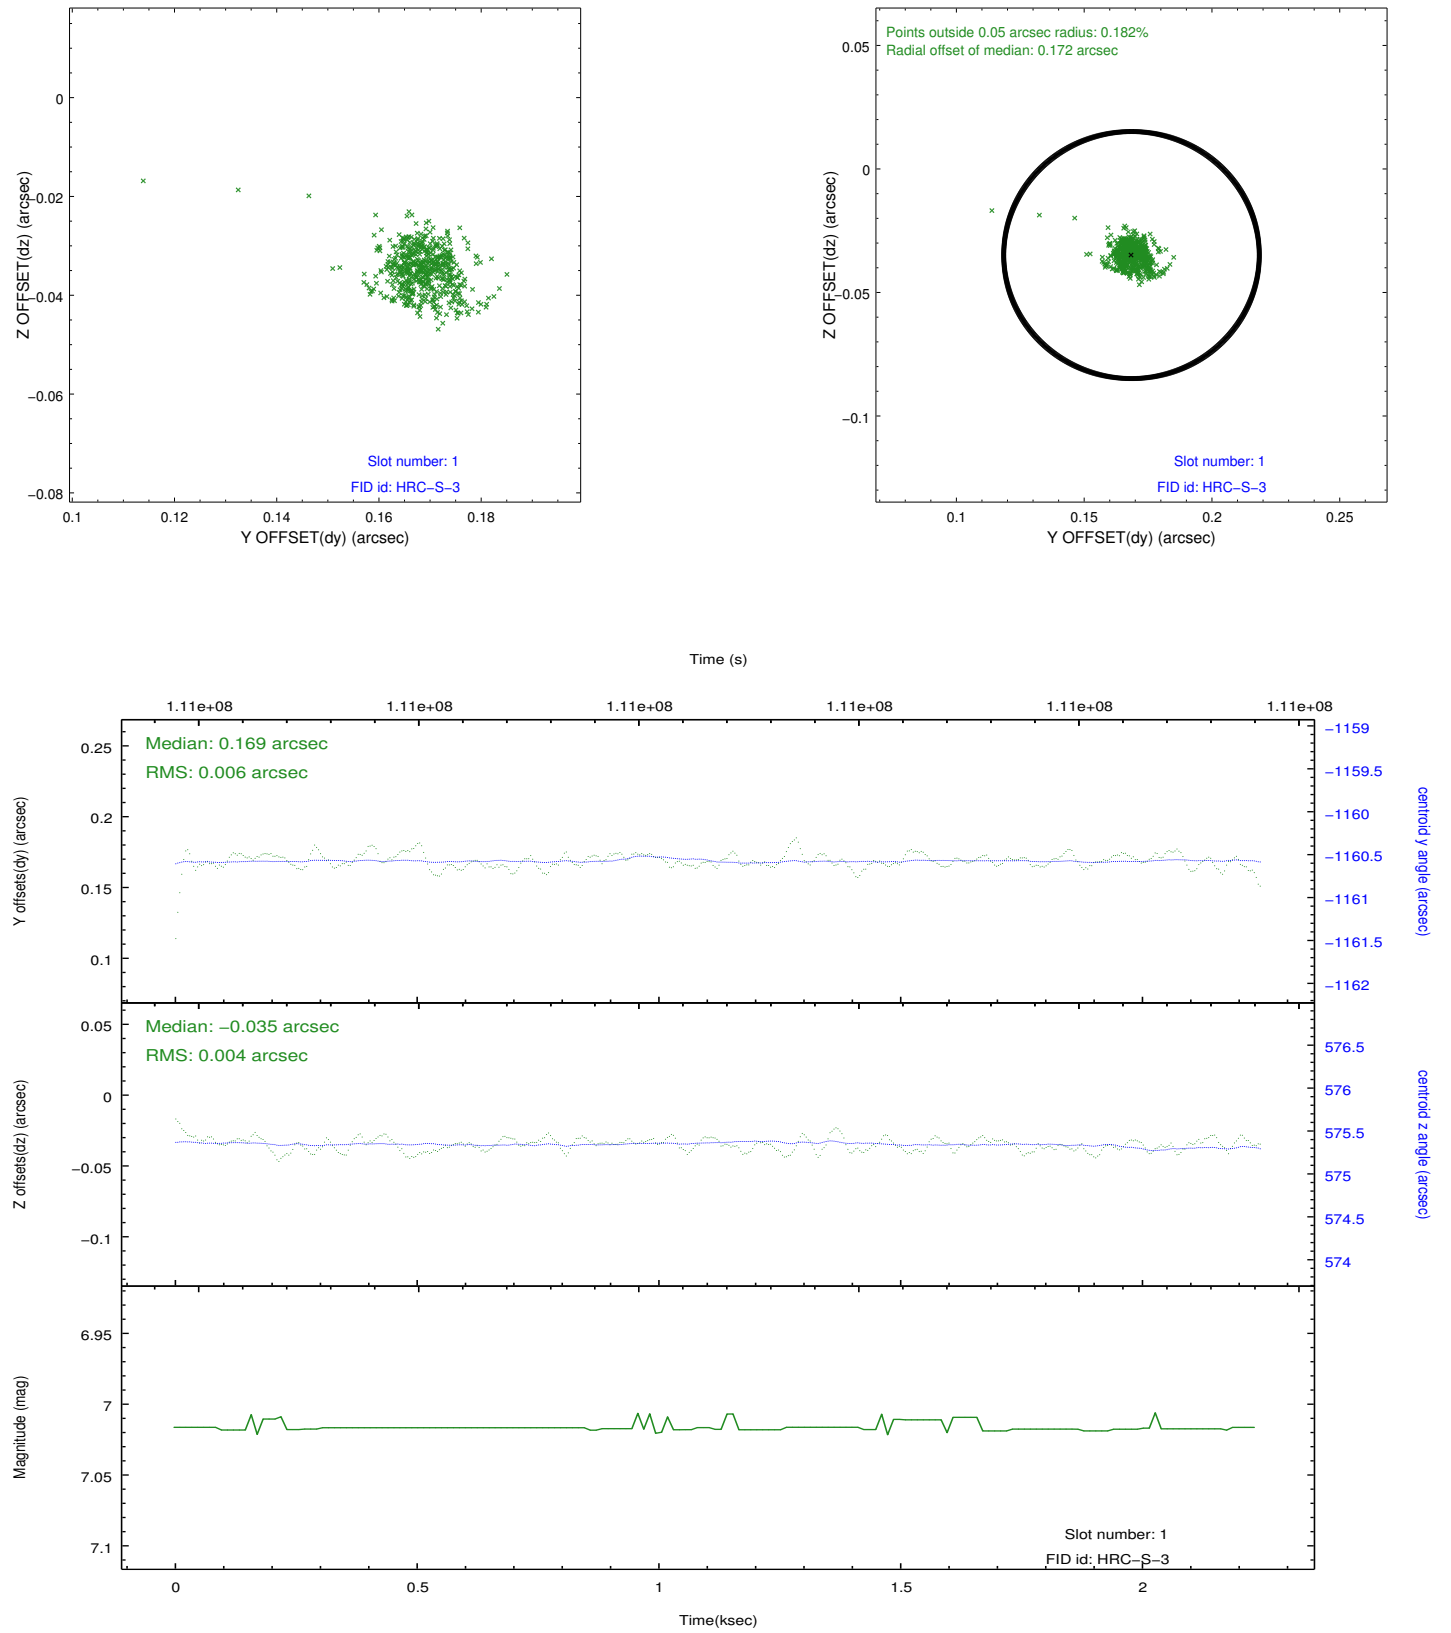 0
−0.02
−0.04
−0.06
−0.08
Z OFFSET(dz) (arcsec)
Slot number: 1
FID id: HRC−S−3
0.1 0.12 0.14 0.16 0.18
Y OFFSET(dy) (arcsec)
Points outside 0.05 arcsec radius: 0.182%
Radial offset of median: 0.172 arcsec
0.05
0
−0.05
−0.1
Z OFFSET(dz) (arcsec)
Slot number: 1
FID id: HRC−S−3
0.1 0.15 0.2 0.25
Y OFFSET(dy) (arcsec)
Time (s)
1.11e+08 1.11e+08 1.11e+08 1.11e+08 1.11e+08 1.11e+08
Median: 0.169 arcsec
RMS: 0.006 arcsec
0.25
0.2
0.15
0.1
Y offsets(dy) (arcsec)
−1159
−1159.5
−1160
−1160.5
−1161
−1161.5
−1162
centroid y angle (arcsec)
Median: −0.035 arcsec
RMS: 0.004 arcsec
0.05
0
−0.05
−0.1
Z offsets(dz) (arcsec)
576.5
576
575.5
575
574.5
574
centroid z angle (arcsec)
6.95
7
7.05
7.1
Magnitude (mag)
Slot number: 1
FID id: HRC−S−3
0 0.5 1 1.5 2
Time(ksec)